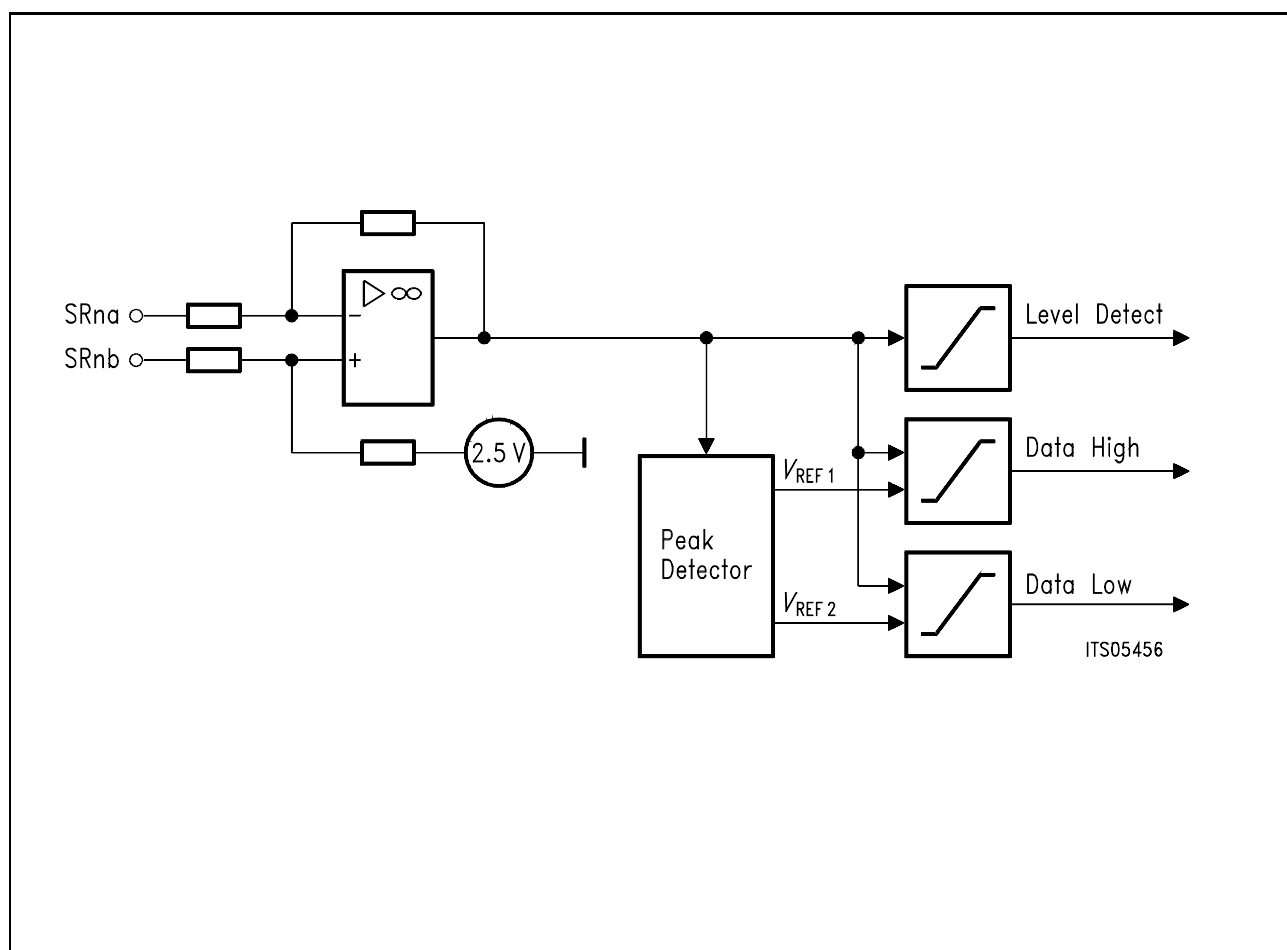 SRna
SRnb
▷ ∞
−
+
2.5 V
Peak
Detector
VREF 1
VREF 2
Level Detect
Data High
Data Low
ITS05456